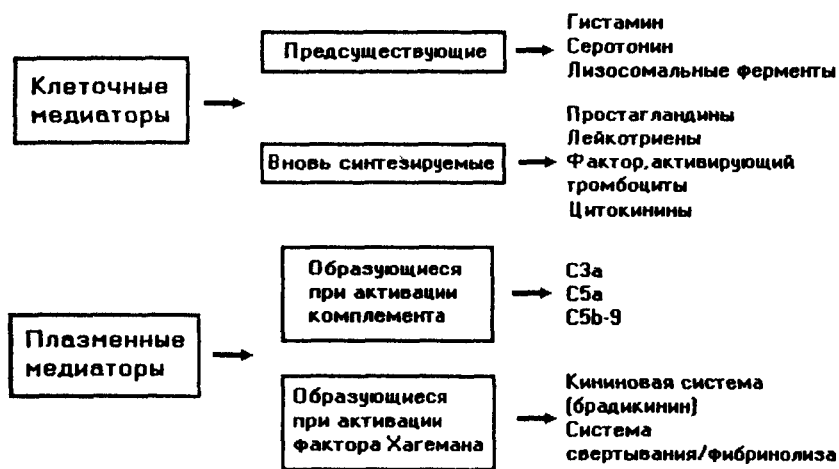 Клеточные
медиаторы
Предсуществующие
Гистамин
Серотонин
Лизосомальные ферменты
Вновь синтезируемые
Простагландины
Лейкотриены
Фактор, активирующий
тромбоциты
Цитокинины
Плазменные
медиаторы
Образующиеся
при активации
комплемента
C3a
C5a
C5b-9
Образующиеся
при активации
фактора Хагемана
Кининовая система
(брадикинин)
Система
свертывания/фибринолиза